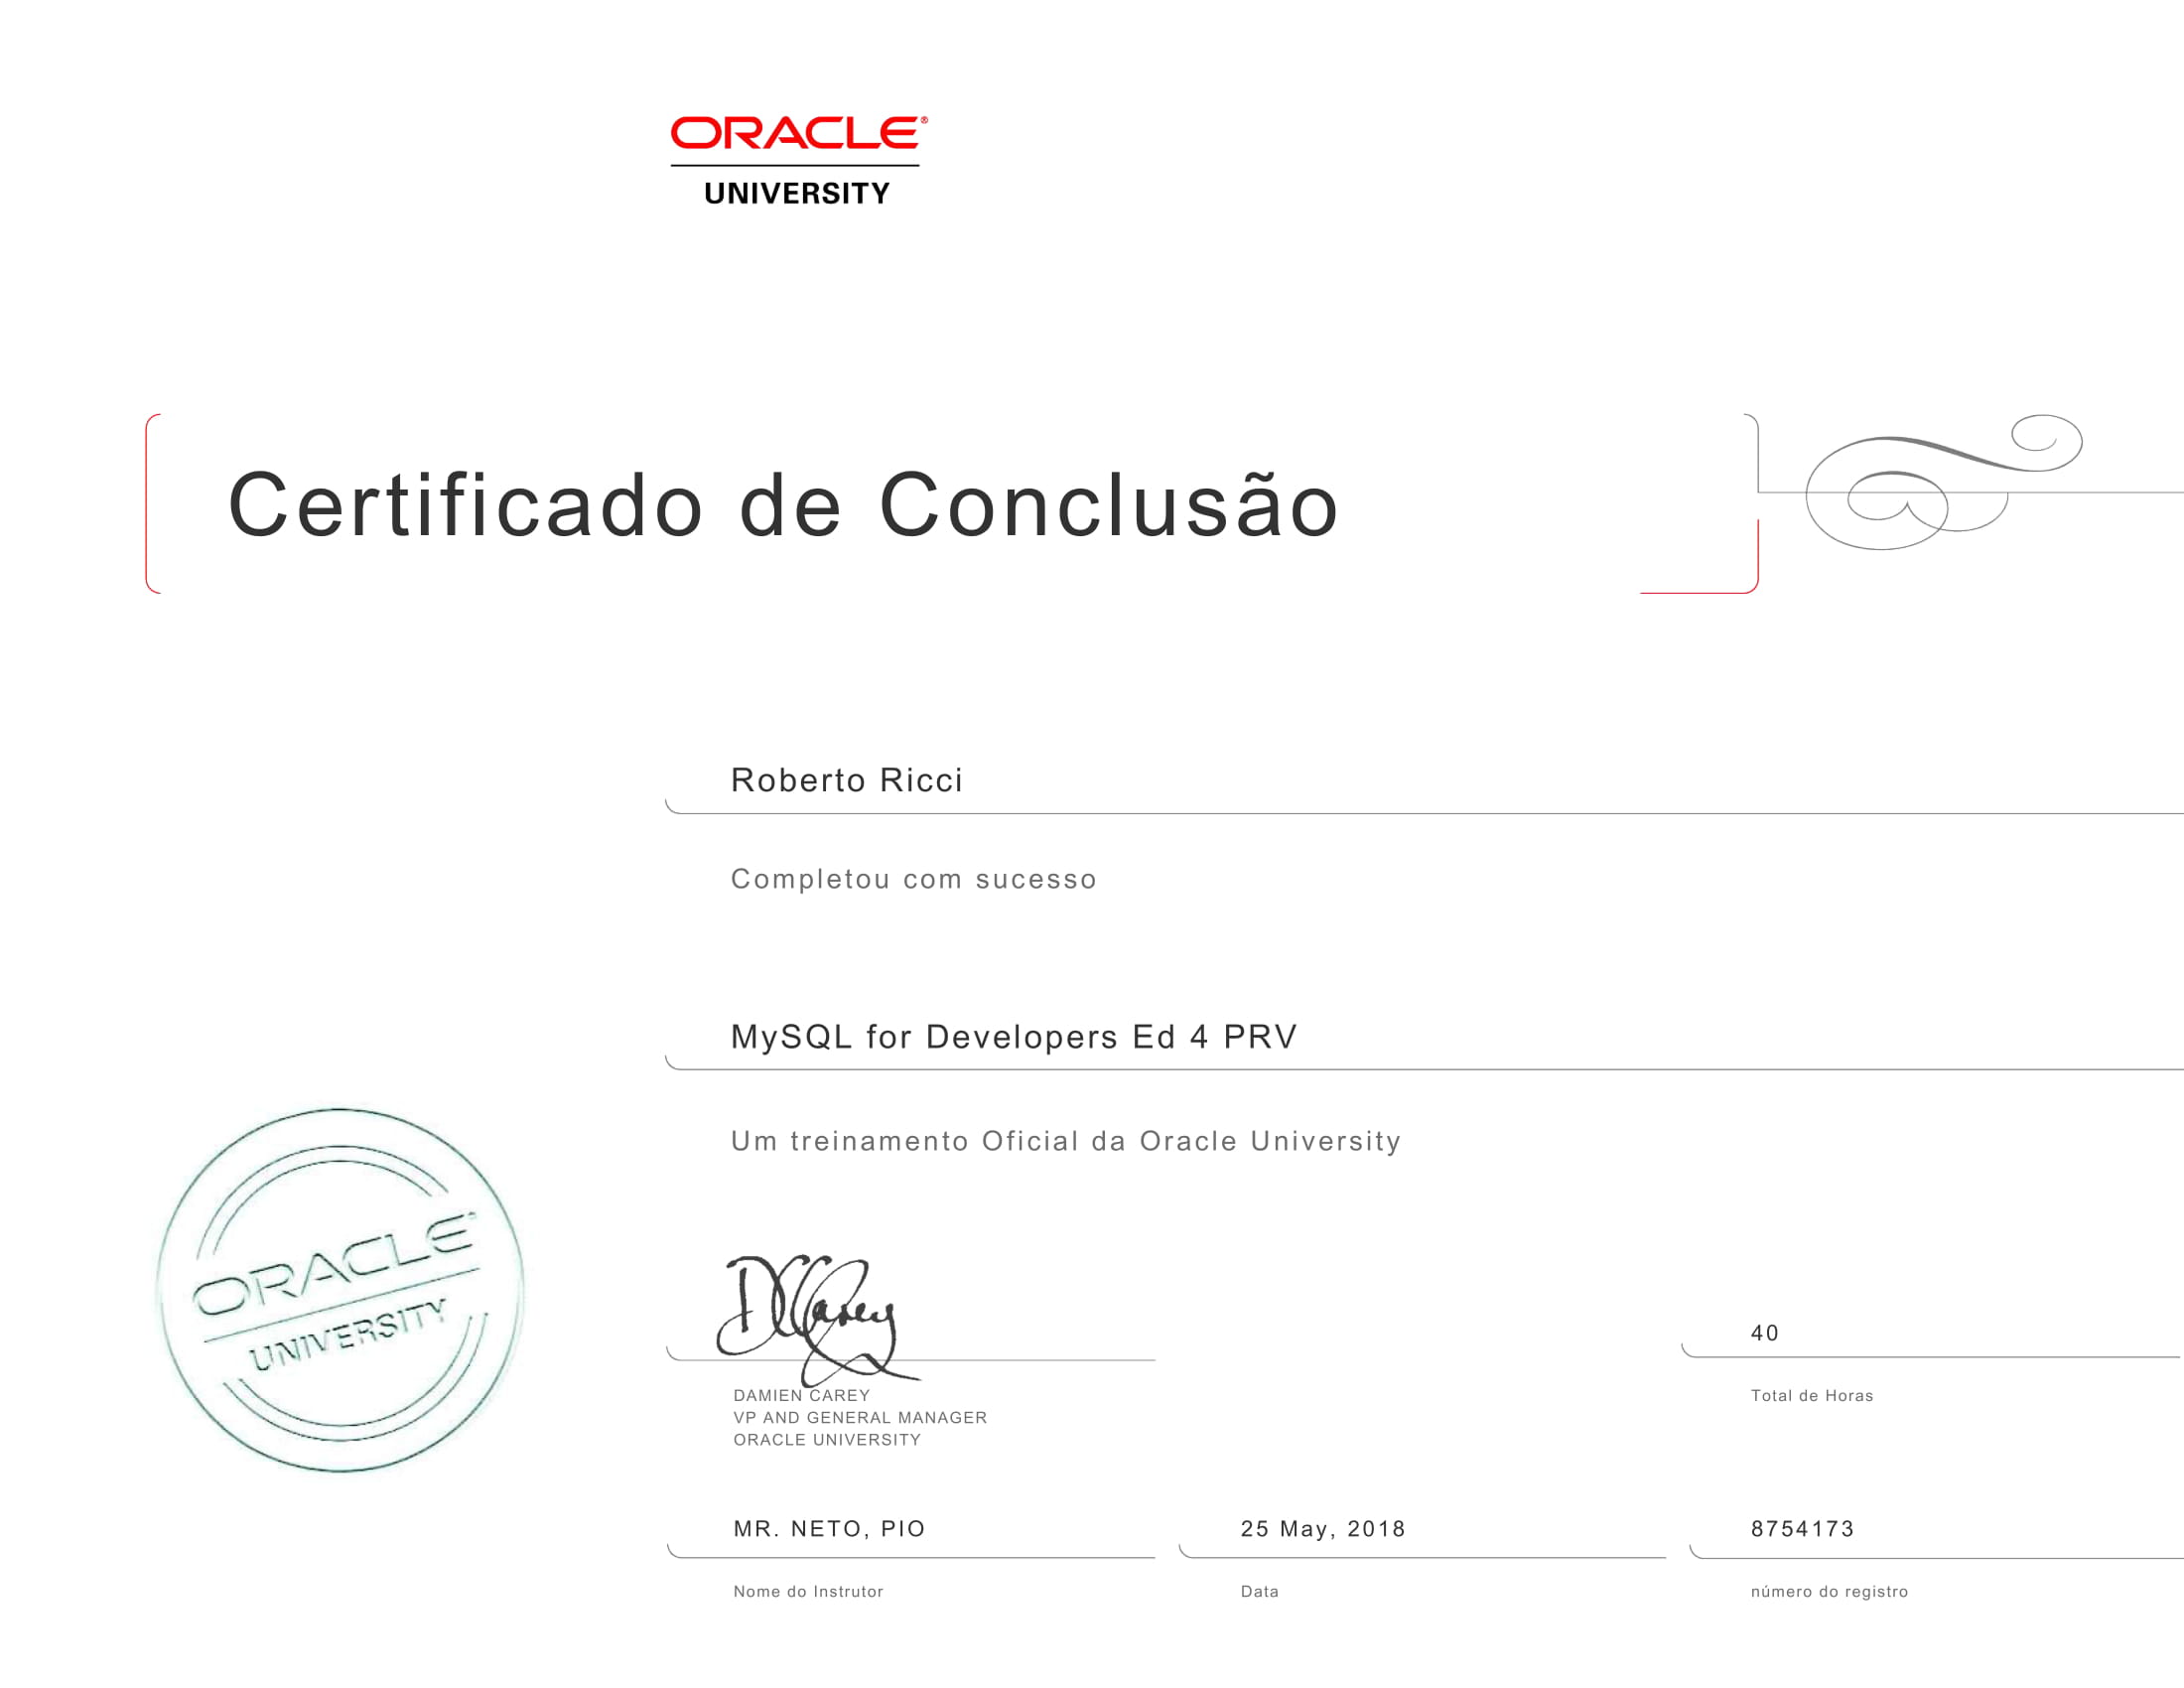 ORACLE®
UNIVERSITY
Certificado de Conclusão
Roberto Ricci
Completou com sucesso
MySQL for Developers Ed 4 PRV
Um treinamento Oficial da Oracle University
ORACLE
UNIVERSITY
DCarey
DAMIEN CAREY
VP AND GENERAL MANAGER
ORACLE UNIVERSITY
40
Total de Horas
MR. NETO, PIO
Nome do Instrutor
25 May, 2018
Data
8754173
número do registro